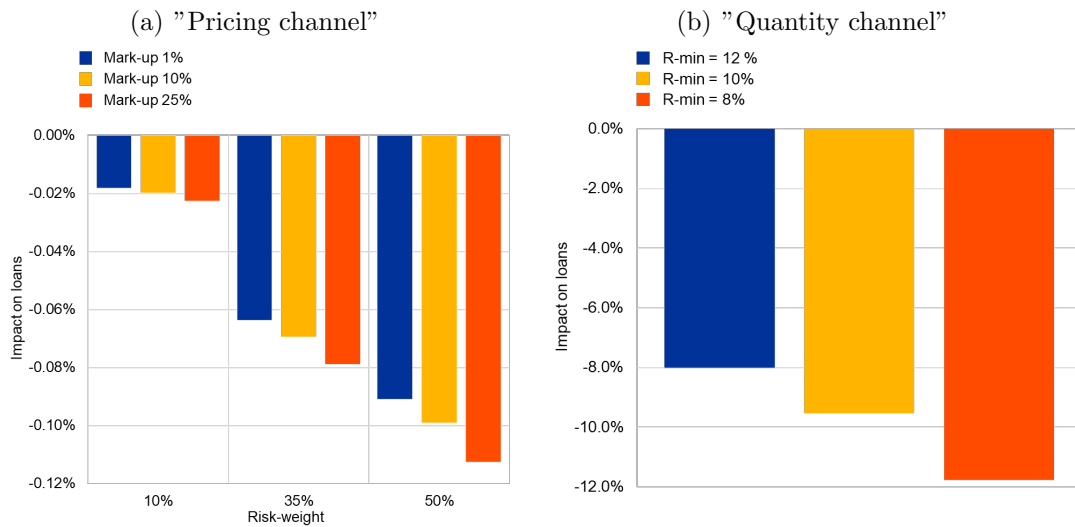 (a) ”Pricing channel”
Mark-up 1%
Mark-up 10%
Mark-up 25%
0.00%
-0.02%
-0.04%
-0.06%
-0.08%
-0.10%
-0.12%
Impact on loans
10% 35% 50%
Risk-weight
(b) ”Quantity channel”
R-min = 12 %
R-min = 10%
R-min = 8%
0.0%
-2.0%
-4.0%
-6.0%
-8.0%
-10.0%
-12.0%
Impact on loans